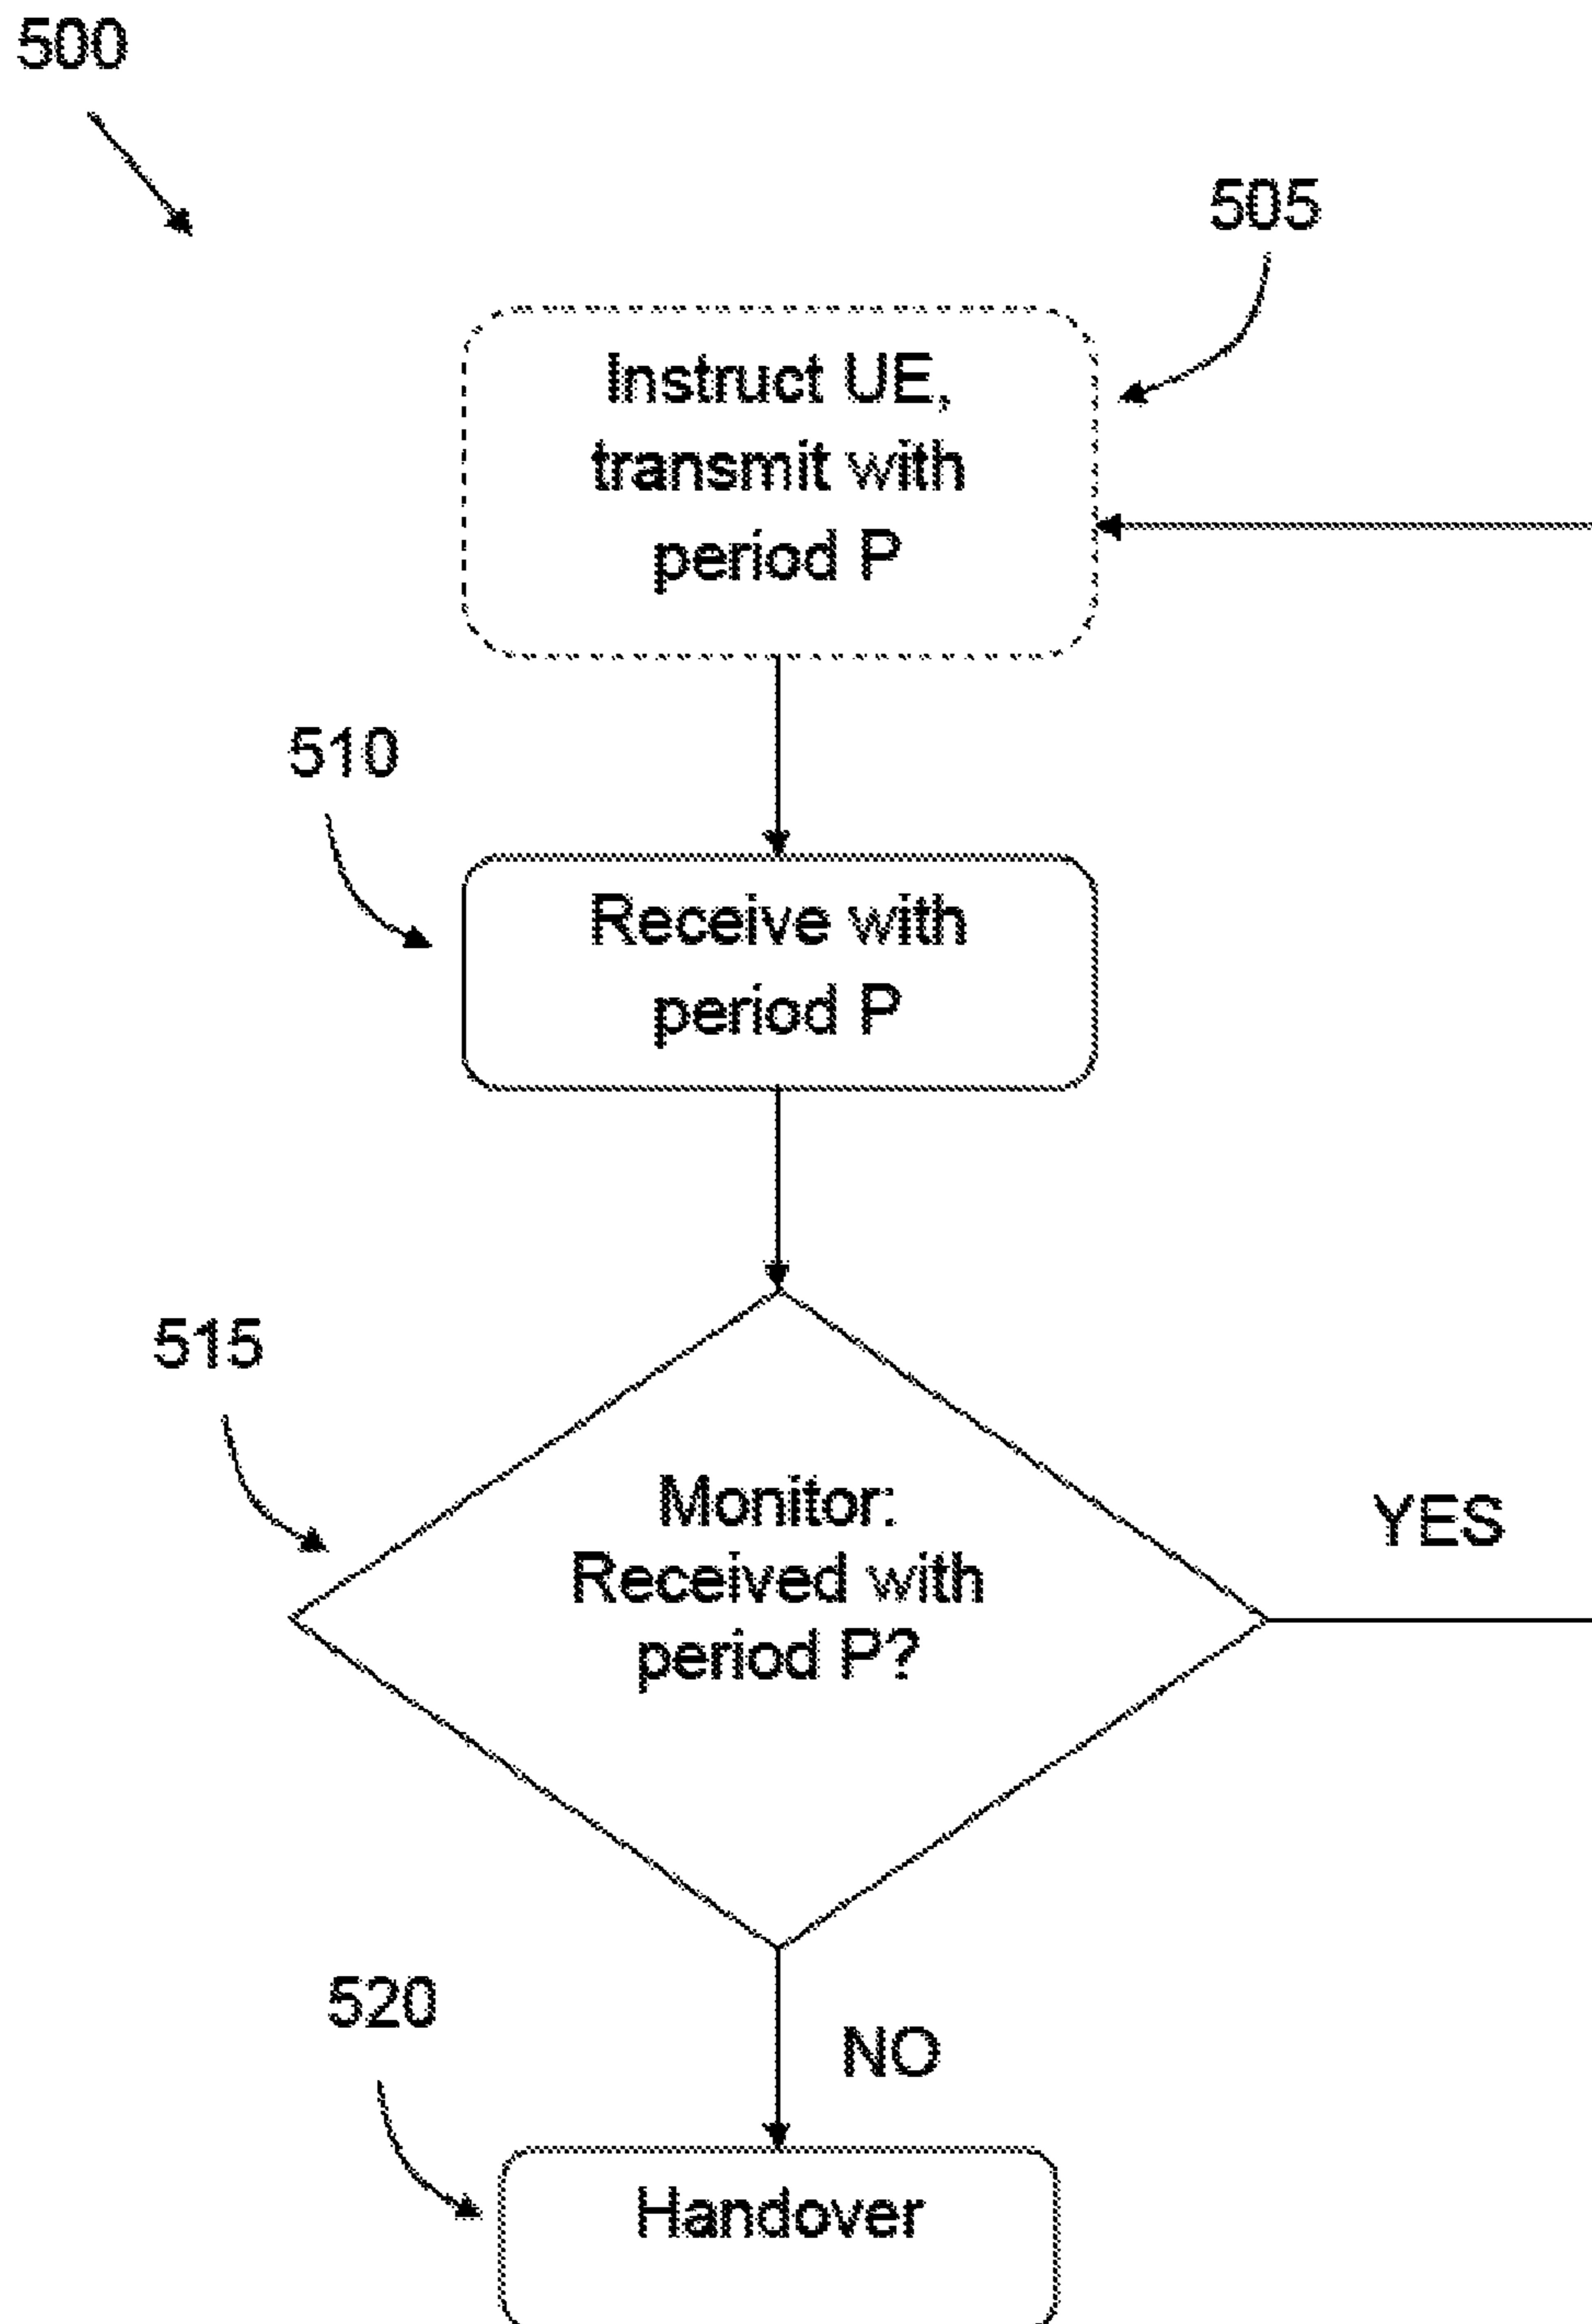 500
505
Instruct UE,
transmit with
period P
510
Receive with
period P
515
Monitor:
Received with
period P?
YES
520
NO
Handover